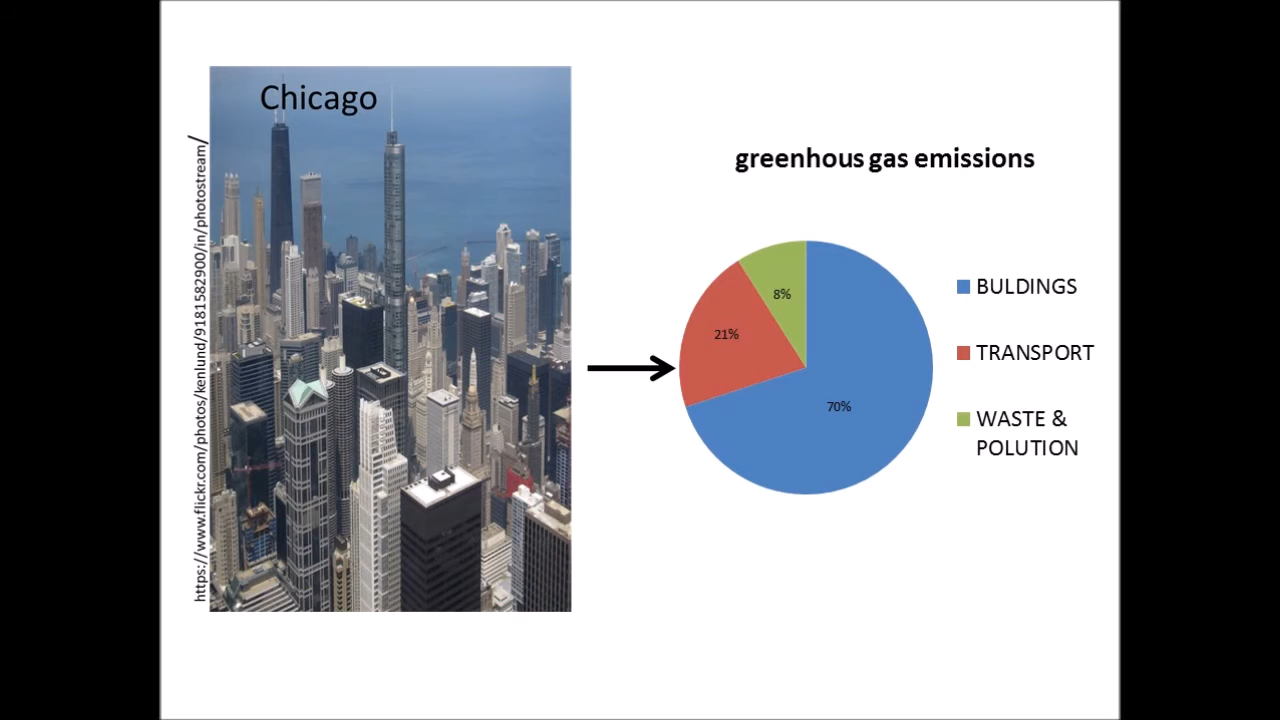 Chicago
https://www.flickr.com/photos/kenlund/9181582900/in/photostream/
greenhous gas emissions
8%
21%
70%
BULDINGS
TRANSPORT
WASTE &
POLUTION